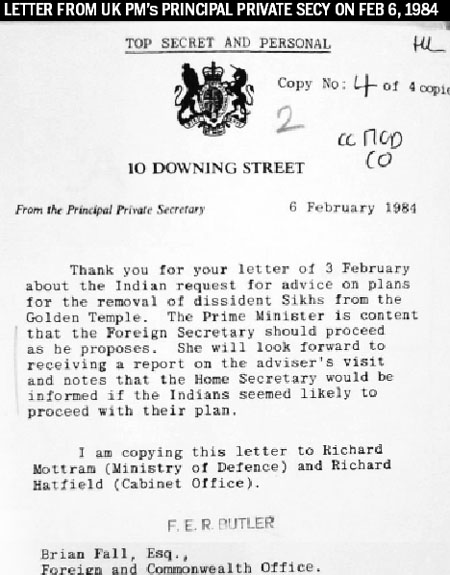 LETTER FROM UK PM's PRINCIPAL PRIVATE SECY ON FEB 6, 1984
TOP SECRET AND PERSONAL
HL
Copy No: 4 of 4 copie
2
10 DOWNING STREET
From the Principal Private Secretary
6 February 1984
Thank you for your letter of 3 February
about the Indian request for advice on plans
for the removal of dissident Sikhs from the
Golden Temple. The Prime Minister is content
that the Foreign Secretary should proceed
as he proposes. She will look forward to
receiving a report on the adviser's visit
and notes that the Home Secretary would be
informed if the Indians seemed likely to
proceed with their plan.
I am copying this letter to Richard
Mottram (Ministry of Defence) and Richard
Hatfield (Cabinet Office).
F. E. R. BUTLER
Brian Fall, Esq.,
Foreign and Commonwealth Office.
cc MOD
CO